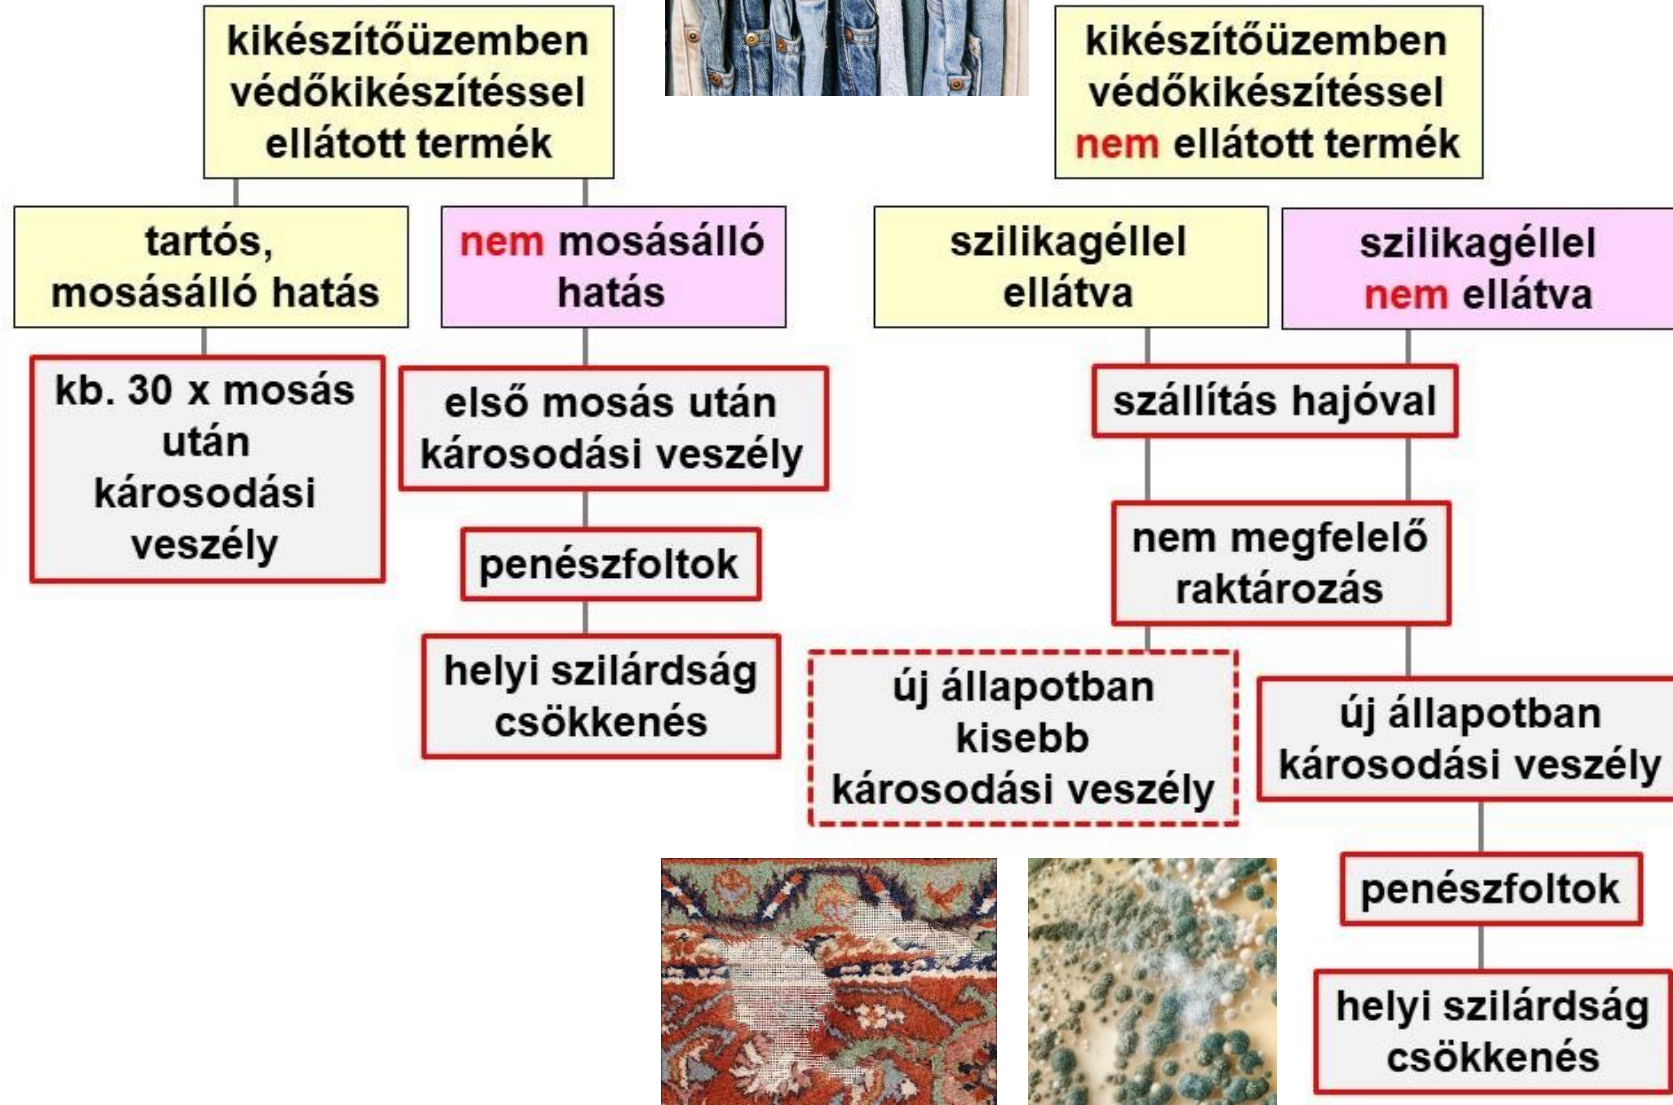 kikészítőüzemben
védőkikészítéssel
ellátott termék
kikészítőüzemben
védőkikészítéssel
nem ellátott termék
tartós,
mosásálló hatás
nem mosásálló
hatás
szilikagéllel
ellátva
szilikagéllel
nem ellátva
kb. 30 x mosás
után
károsodási
veszély
első mosás után
károsodási veszély
szállítás hajóval
penészfoltok
nem megfelelő
raktározás
helyi szilárdság
csökkenés
új állapotban
kisebb
károsodási veszély
új állapotban
károsodási veszély
penészfoltok
helyi szilárdság
csökkenés